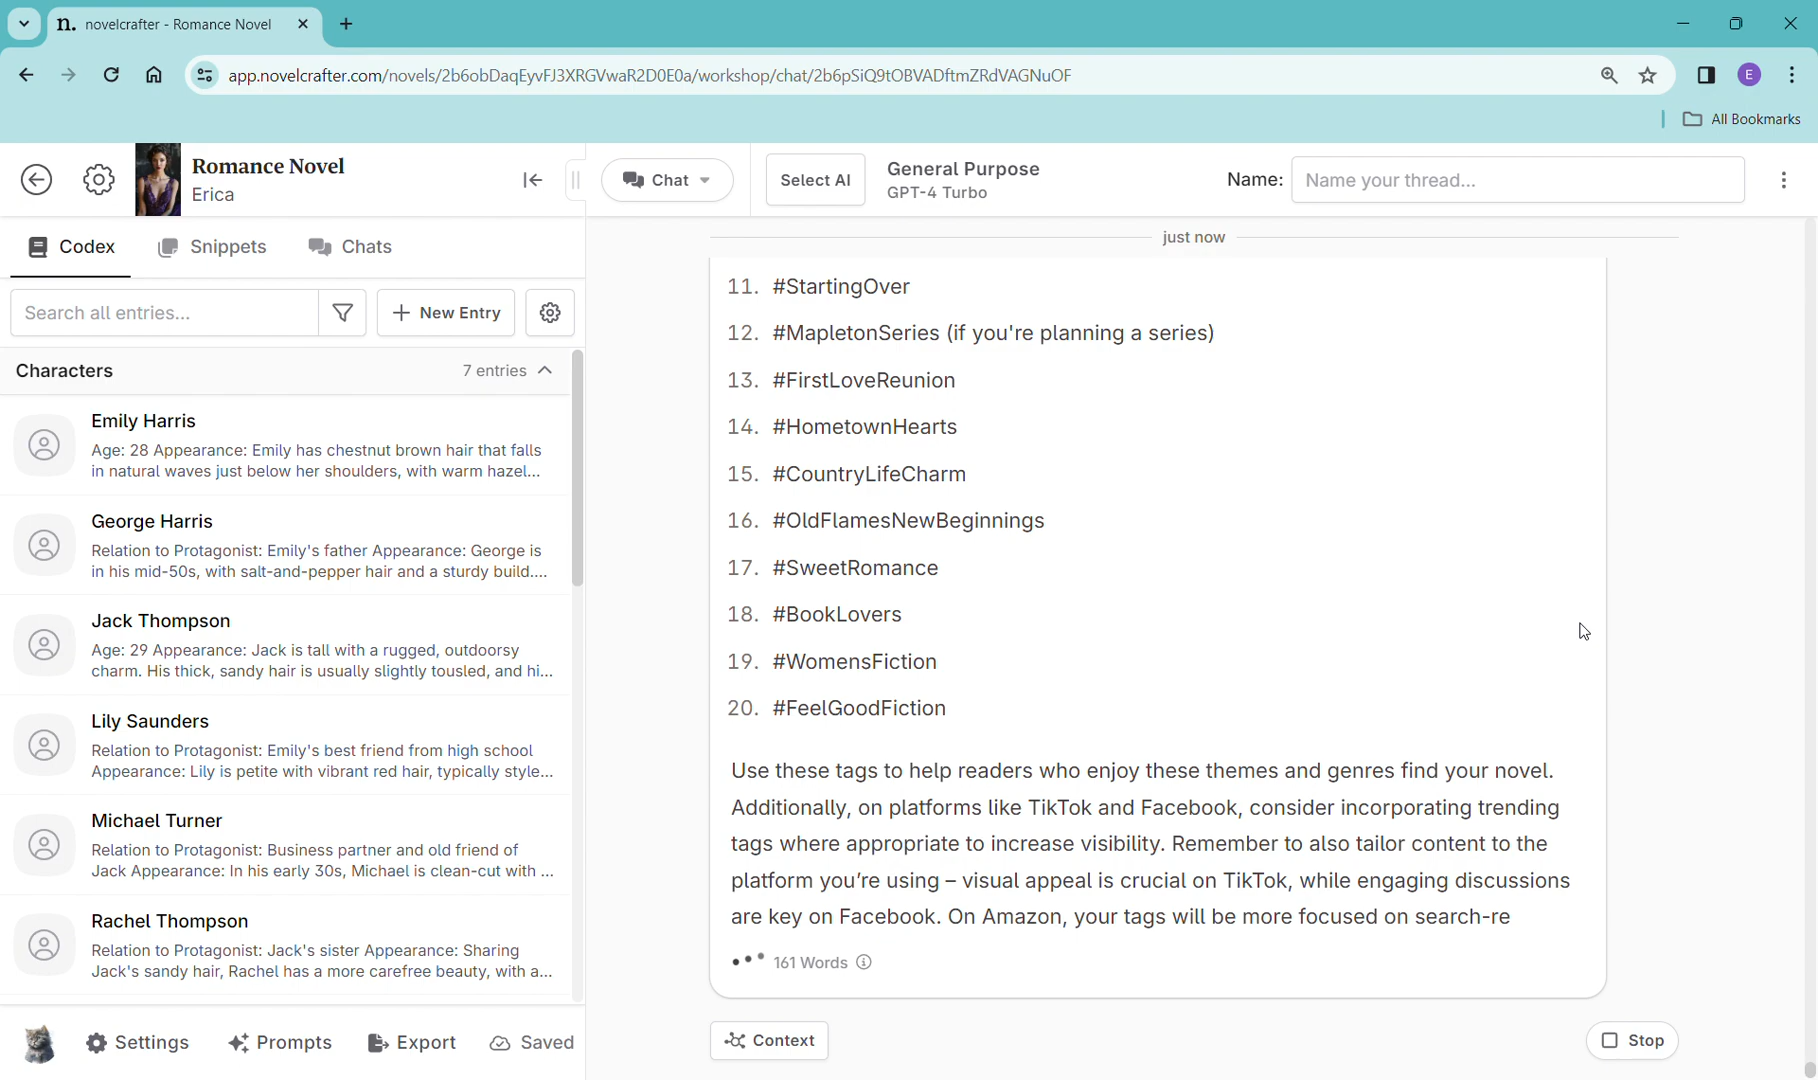 n. novelcrafter - Romance Novel
app.novelcrafter.com/novels/2b6obDaqEyvFJ3XRGVwaR2D0E0a/workshop/chat/2b6pSiQ9tOBVADftmZRdVAGNuOF
E
All Bookmarks
Romance Novel
Erica
Chat
Select AI
General Purpose
GPT-4 Turbo
Name:
Name your thread...
Codex
Snippets
Chats
Search all entries...
New Entry
Characters
7 entries
Emily Harris
Age: 28 Appearance: Emily has chestnut brown hair that falls
in natural waves just below her shoulders, with warm hazel...
George Harris
Relation to Protagonist: Emily's father Appearance: George is
in his mid-50s, with salt-and-pepper hair and a sturdy build....
Jack Thompson
Age: 29 Appearance: Jack is tall with a rugged, outdoorsy
charm. His thick, sandy hair is usually slightly tousled, and hi...
Lily Saunders
Relation to Protagonist: Emily's best friend from high school
Appearance: Lily is petite with vibrant red hair, typically style...
Michael Turner
Relation to Protagonist: Business partner and old friend of
Jack Appearance: In his early 30s, Michael is clean-cut with ...
Rachel Thompson
Relation to Protagonist: Jack's sister Appearance: Sharing
Jack's sandy hair, Rachel has a more carefree beauty, with a...
Settings
Prompts
Export
Saved
just now
11. #StartingOver
12. #MapletonSeries (if you're planning a series)
13. #FirstLoveReunion
14. #HometownHearts
15. #CountryLifeCharm
16. #OldFlamesNewBeginnings
17. #SweetRomance
18. #BookLovers
19. #WomensFiction
20. #FeelGoodFiction
Use these tags to help readers who enjoy these themes and genres find your novel.
Additionally, on platforms like TikTok and Facebook, consider incorporating trending
tags where appropriate to increase visibility. Remember to also tailor content to the
platform you’re using – visual appeal is crucial on TikTok, while engaging discussions
are key on Facebook. On Amazon, your tags will be more focused on search-re
161 Words
Context
Stop